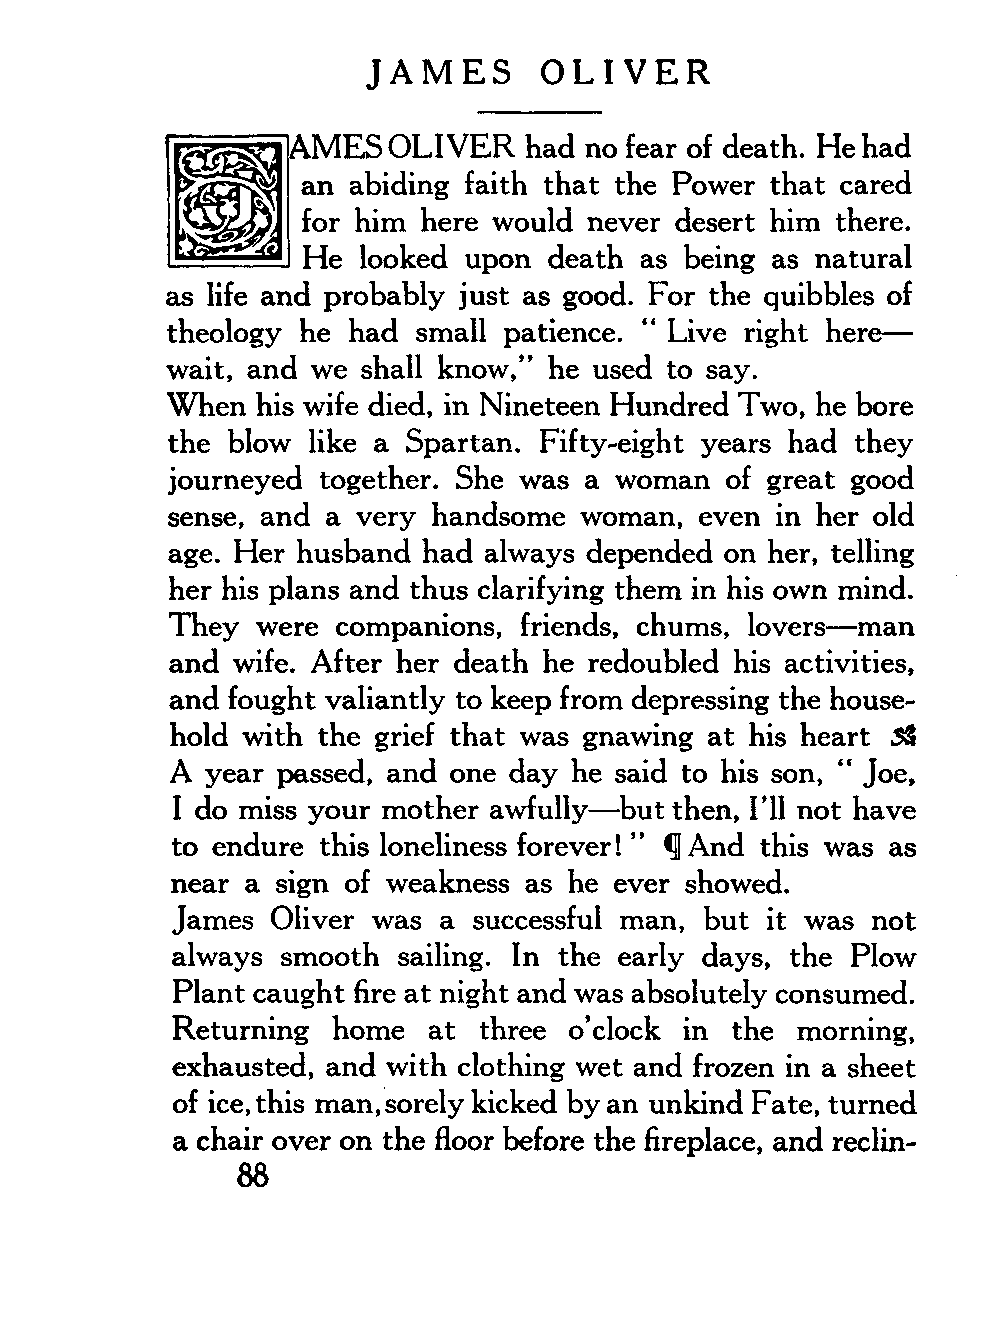 JAMES OLIVER
JAMES OLIVER had no fear of death. He had
an abiding faith that the Power that cared
for him here would never desert him there.
He looked upon death as being as natural
as life and probably just as good. For the quibbles of
theology he had small patience. “ Live right here—
wait, and we shall know,” he used to say.
When his wife died, in Nineteen Hundred Two, he bore
the blow like a Spartan. Fifty-eight years had they
journeyed together. She was a woman of great good
sense, and a very handsome woman, even in her old
age. Her husband had always depended on her, telling
her his plans and thus clarifying them in his own mind.
They were companions, friends, chums, lovers—man
and wife. After her death he redoubled his activities,
and fought valiantly to keep from depressing the house-
hold with the grief that was gnawing at his heart
A year passed, and one day he said to his son, “ Joe,
I do miss your mother awfully—but then, I’ll not have
to endure this loneliness forever! ” ¶ And this was as
near a sign of weakness as he ever showed.
James Oliver was a successful man, but it was not
always smooth sailing. In the early days, the Plow
Plant caught fire at night and was absolutely consumed.
Returning home at three o’clock in the morning,
exhausted, and with clothing wet and frozen in a sheet
of ice, this man, sorely kicked by an unkind Fate, turned
a chair over on the floor before the fireplace, and reclin-
88